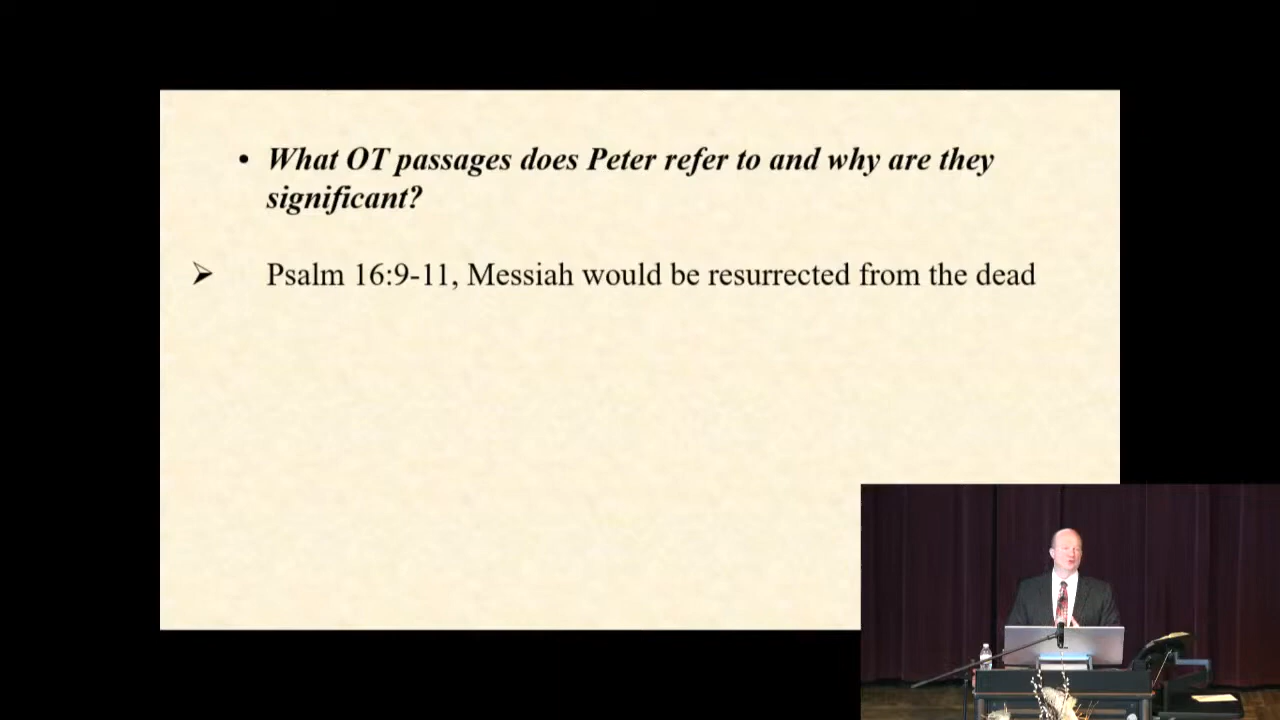 • What OT passages does Peter refer to and why are they
significant?
➢ Psalm 16:9-11, Messiah would be resurrected from the dead